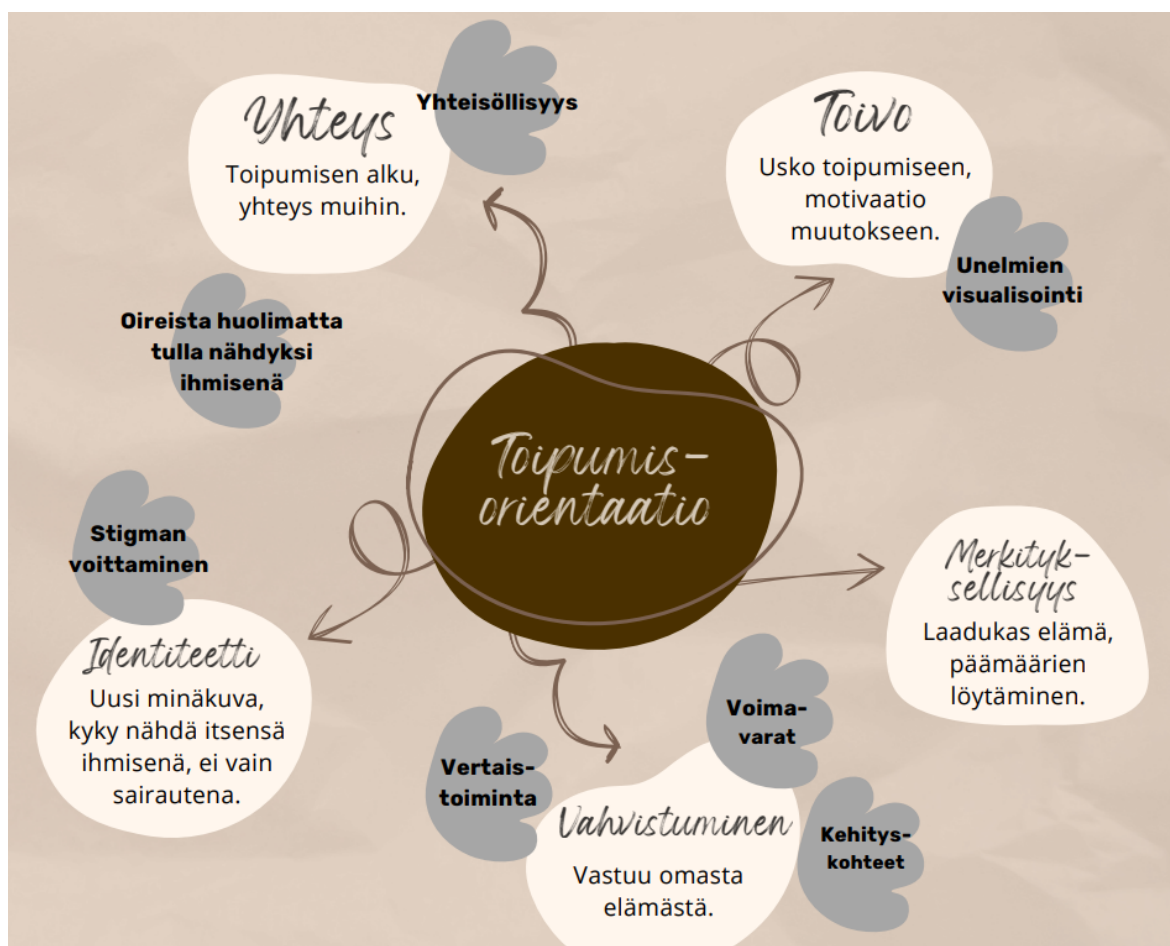 Yhteys
Toipumisen alku,
yhteys muihin.
Yhteisöllisyys
Toivo
Usko toipumiseen,
motivaatio
muutokseen.
Unelmien
visualisointi
Oireista huolimatta
tulla nähdyksi
ihmisenä
Toipumis-
orientaatio
Stigman
voittaminen
Identiteetti
Uusi minäkuva,
kyky nähdä itsensä
ihmisenä, ei vain
sairautena.
Merkityk-
sellisyys
Laadukas elämä,
päämäärien
löytäminen.
Vertais-
toiminta
Voima-
varat
Vahvistuminen
Vastuu omasta
elämästä.
Kehitys-
kohteet